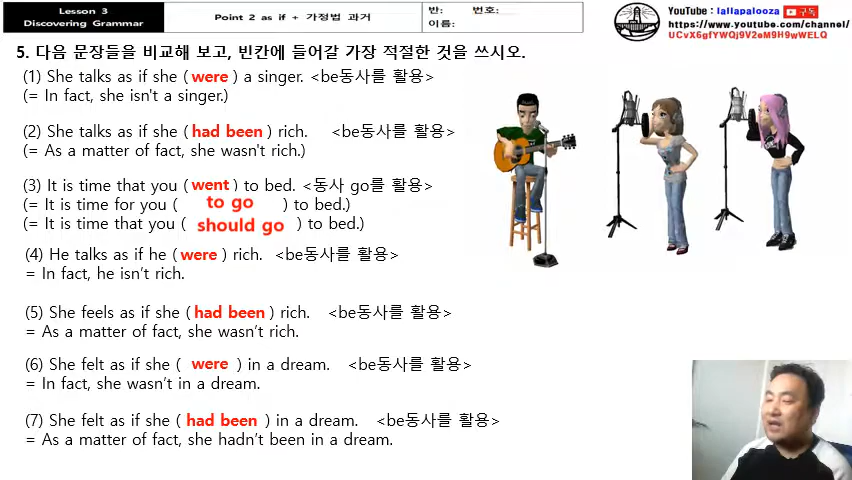 Lesson 3
Discovering Grammar
Point 2 as if + 가정법 과거
반: 번호:
이름:
YouTube : lallapalooza 구독
https://www.youtube.com/channel/
UCvX6gfYWQj9V2eM9H9wWELQ
5. 다음 문장들을 비교해 보고, 빈칸에 들어갈 가장 적절한 것을 쓰시오.
(1) She talks as if she ( were ) a singer. <be동사를 활용>
(= In fact, she isn't a singer.)
(2) She talks as if she ( had been ) rich. <be동사를 활용>
(= As a matter of fact, she wasn't rich.)
(3) It is time that you ( went ) to bed. <동사 go를 활용>
(= It is time for you ( to go ) to bed.)
(= It is time that you ( should go ) to bed.)
(4) He talks as if he ( were ) rich. <be동사를 활용>
= In fact, he isn’t rich.
(5) She feels as if she ( had been ) rich. <be동사를 활용>
= As a matter of fact, she wasn’t rich.
(6) She felt as if she ( were ) in a dream. <be동사를 활용>
= In fact, she wasn’t in a dream.
(7) She felt as if she ( had been ) in a dream. <be동사를 활용>
= As a matter of fact, she hadn’t been in a dream.